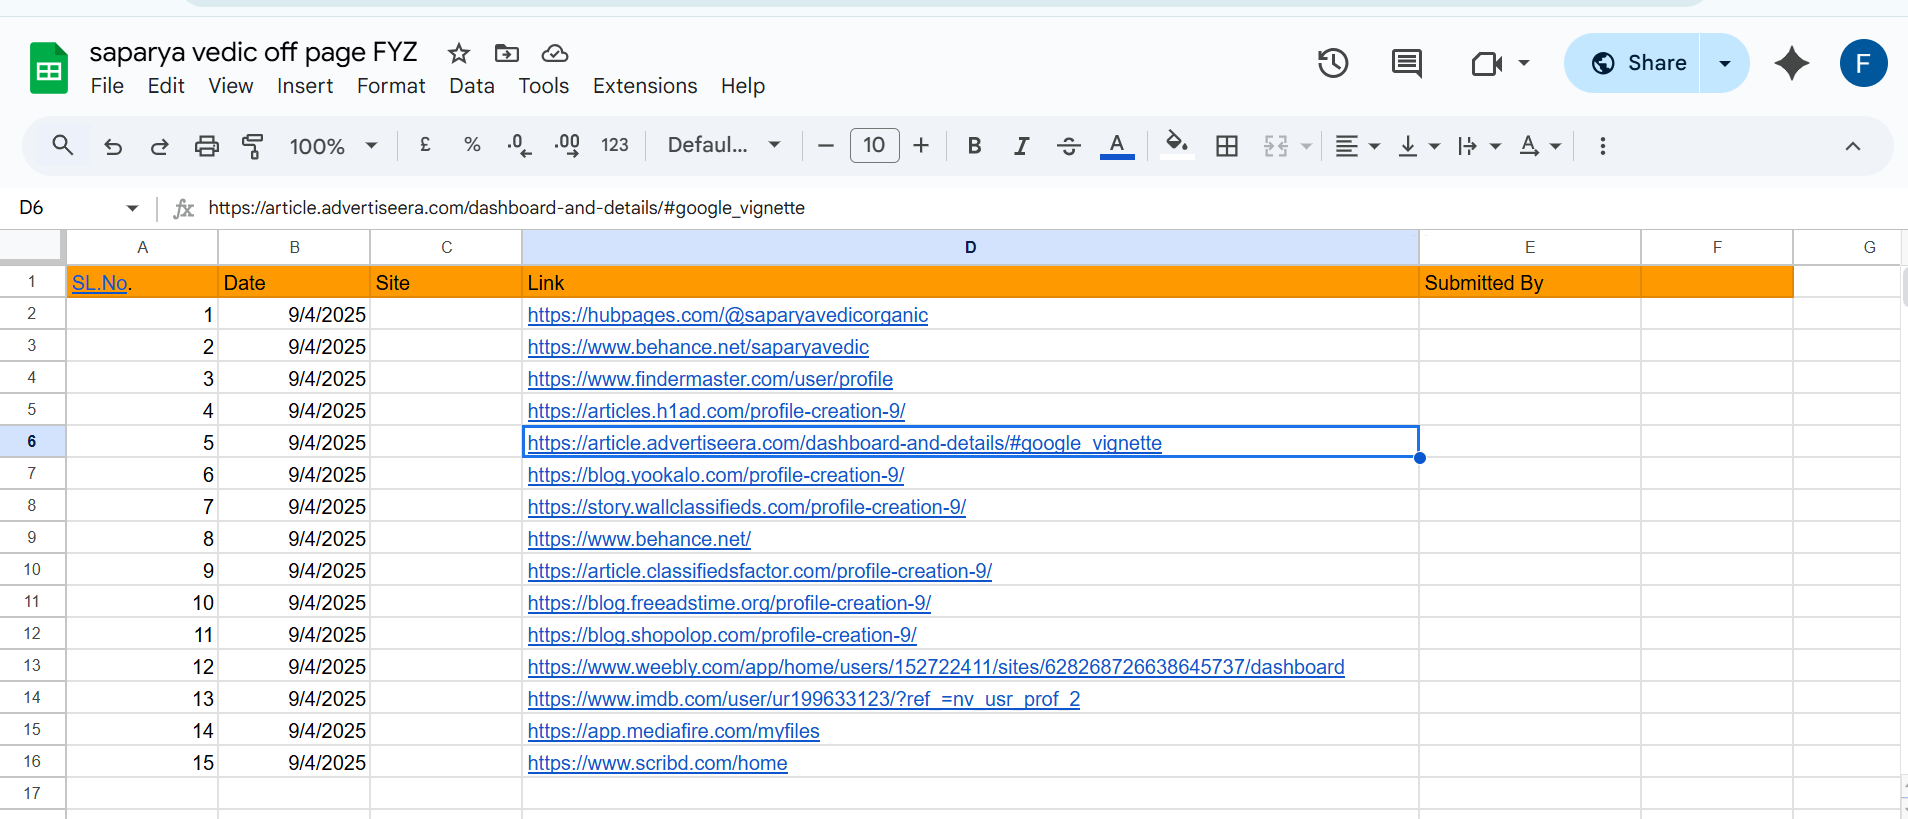 saparya vedic off page FYZ
File Edit View Insert Format Data Tools Extensions Help
Share
F
100% £ % .0 .00 123 Defaul... 10 B I A A
D6 fx https://article.advertiseera.com/dashboard-and-details/#google_vignette
A B C D E F G
1 SL.No. Date Site Link Submitted By
2 1 9/4/2025 https://hubpages.com/@saparyavedicorganic
3 2 9/4/2025 https://www.behance.net/saparyavedic
4 3 9/4/2025 https://www.findermaster.com/user/profile
5 4 9/4/2025 https://articles.h1ad.com/profile-creation-9/
6 5 9/4/2025 https://article.advertiseera.com/dashboard-and-details/#google_vignette
7 6 9/4/2025 https://blog.yookalo.com/profile-creation-9/
8 7 9/4/2025 https://story.wallclassifieds.com/profile-creation-9/
9 8 9/4/2025 https://www.behance.net/
10 9 9/4/2025 https://article.classifiedsfactor.com/profile-creation-9/
11 10 9/4/2025 https://blog.freeadstime.org/profile-creation-9/
12 11 9/4/2025 https://blog.shopolop.com/profile-creation-9/
13 12 9/4/2025 https://www.weebly.com/app/home/users/152722411/sites/628268726638645737/dashboard
14 13 9/4/2025 https://www.imdb.com/user/ur199633123/?ref_=nv_usr_prof_2
15 14 9/4/2025 https://app.mediafire.com/myfiles
16 15 9/4/2025 https://www.scribd.com/home
17